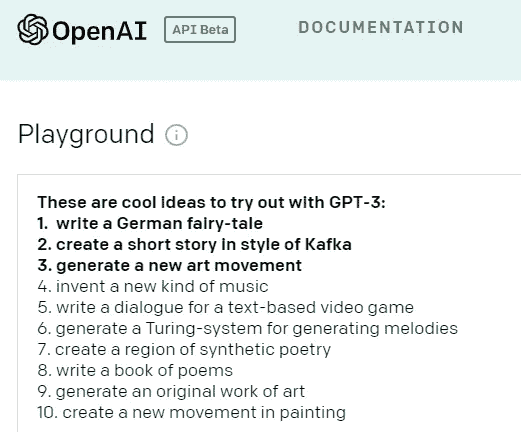 OpenAI API Beta DOCUMENTATION
Playground
These are cool ideas to try out with GPT-3:
1. write a German fairy-tale
2. create a short story in style of Kafka
3. generate a new art movement
4. invent a new kind of music
5. write a dialogue for a text-based video game
6. generate a Turing-system for generating melodies
7. create a region of synthetic poetry
8. write a book of poems
9. generate an original work of art
10. create a new movement in painting